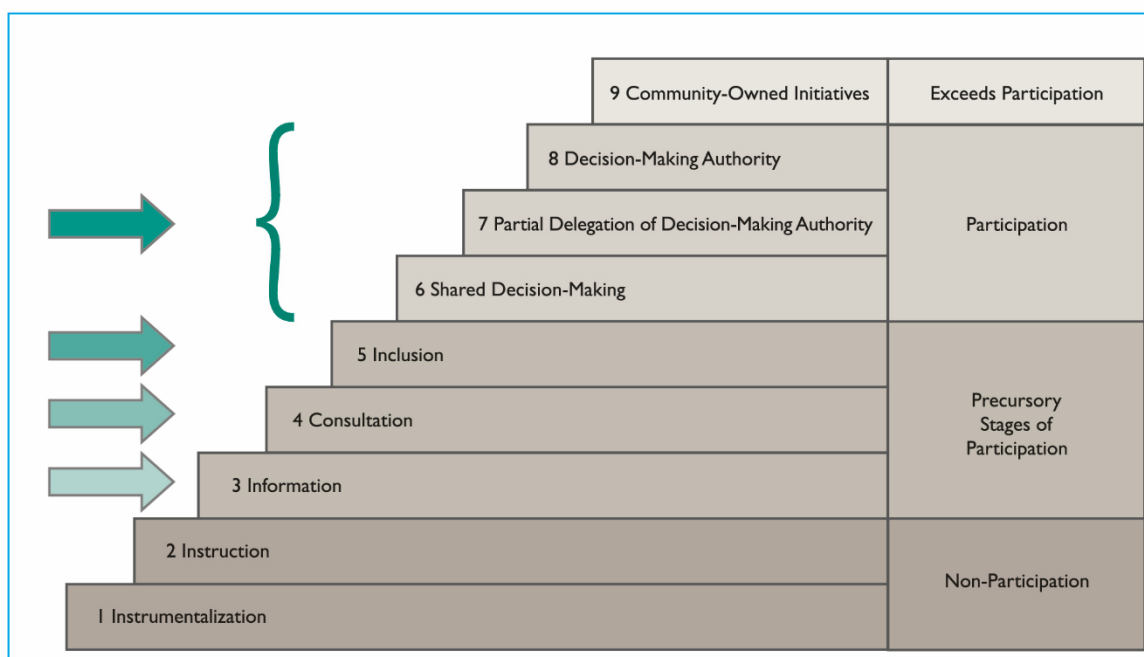 9 Community-Owned Initiatives
Exceeds Participation
8 Decision-Making Authority
7 Partial Delegation of Decision-Making Authority
Participation
6 Shared Decision-Making
5 Inclusion
4 Consultation
Precursory
Stages of
Participation
3 Information
2 Instruction
Non-Participation
1 Instrumentalization